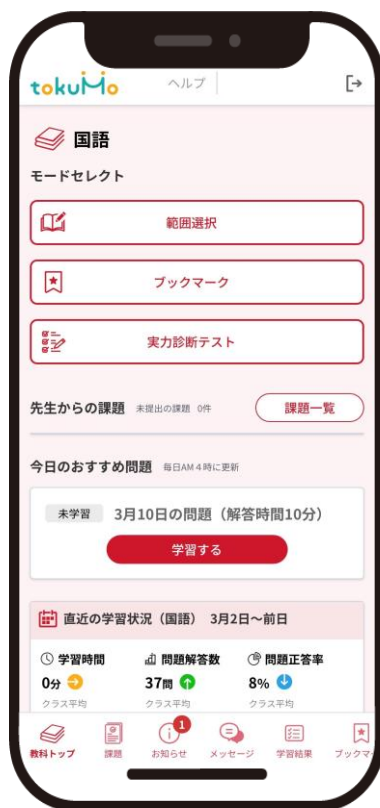 tokuMo
ヘルプ
国語
モードセレクト
範囲選択
ブックマーク
実力診断テスト
先生からの課題 未提出の課題 0件 課題一覧
今日のおすすめ問題 毎日AM4時に更新
未学習 3月10日の問題（解答時間10分）
学習する
直近の学習状況（国語） 3月2日〜前日
学習時間 問題解答数 問題正答率
0分 37問 8%
クラス平均 クラス平均 クラス平均
1
教科トップ 課題 お知らせ メッセージ 学習結果 ブックマ